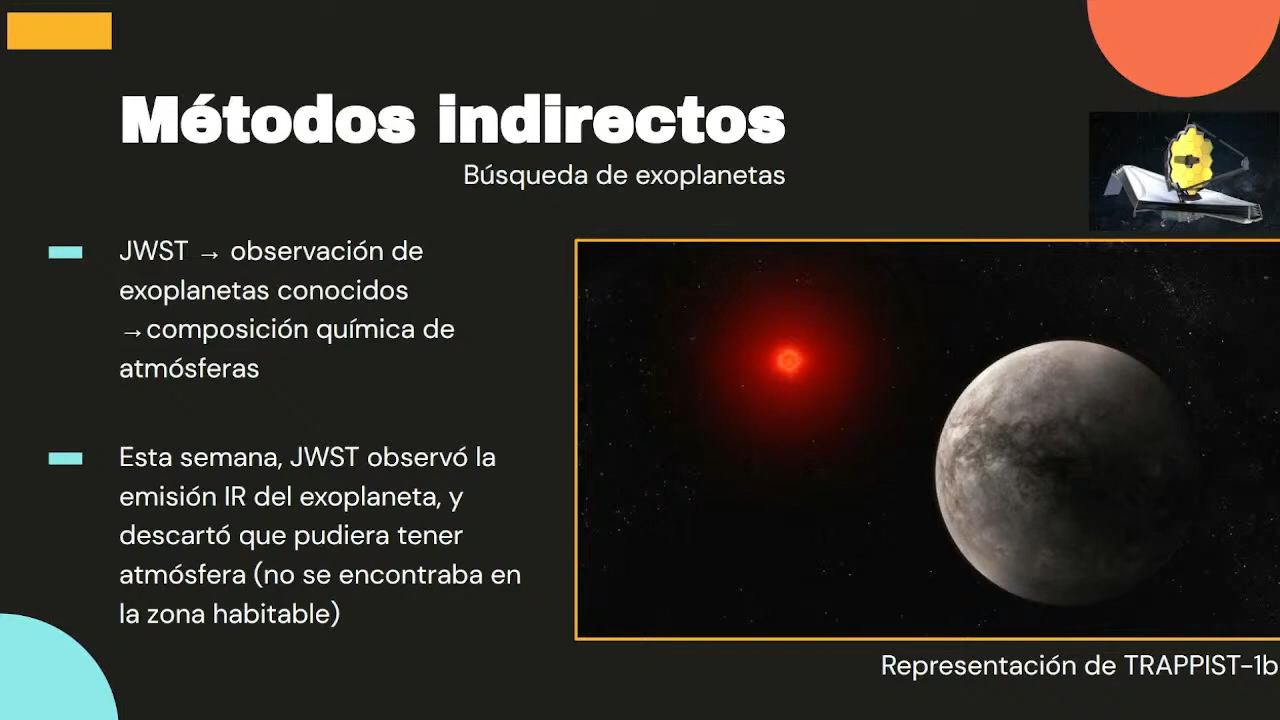 Métodos indirectos
Búsqueda de exoplanetas
JWST → observación de
exoplanetas conocidos
→composición química de
atmósferas
Esta semana, JWST observó la
emisión IR del exoplaneta, y
descartó que pudiera tener
atmósfera (no se encontraba en
la zona habitable)
Representación de TRAPPIST-1b